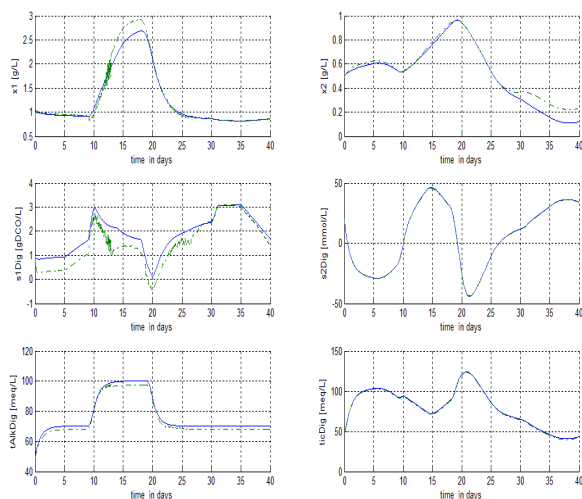 3
2.5
2
1.5
1
0.5
x1 [g/L]
0 5 10 15 20 25 30 35 40
time in days
1
0.8
0.6
0.4
0.2
0
x2 [g/L]
0 5 10 15 20 25 30 35 40
time in days
4
3
2
1
0
-1
s1Dig [gDCO/L]
0 5 10 15 20 25 30 35 40
time in days
50
0
-50
s2Dig [mmo/L]
0 5 10 15 20 25 30 35 40
time in days
120
100
80
60
40
tAlkDig [meq/L]
0 5 10 15 20 25 30 35 40
time in days
150
100
50
0
ticDig [meq/L]
0 5 10 15 20 25 30 35 40
time in days